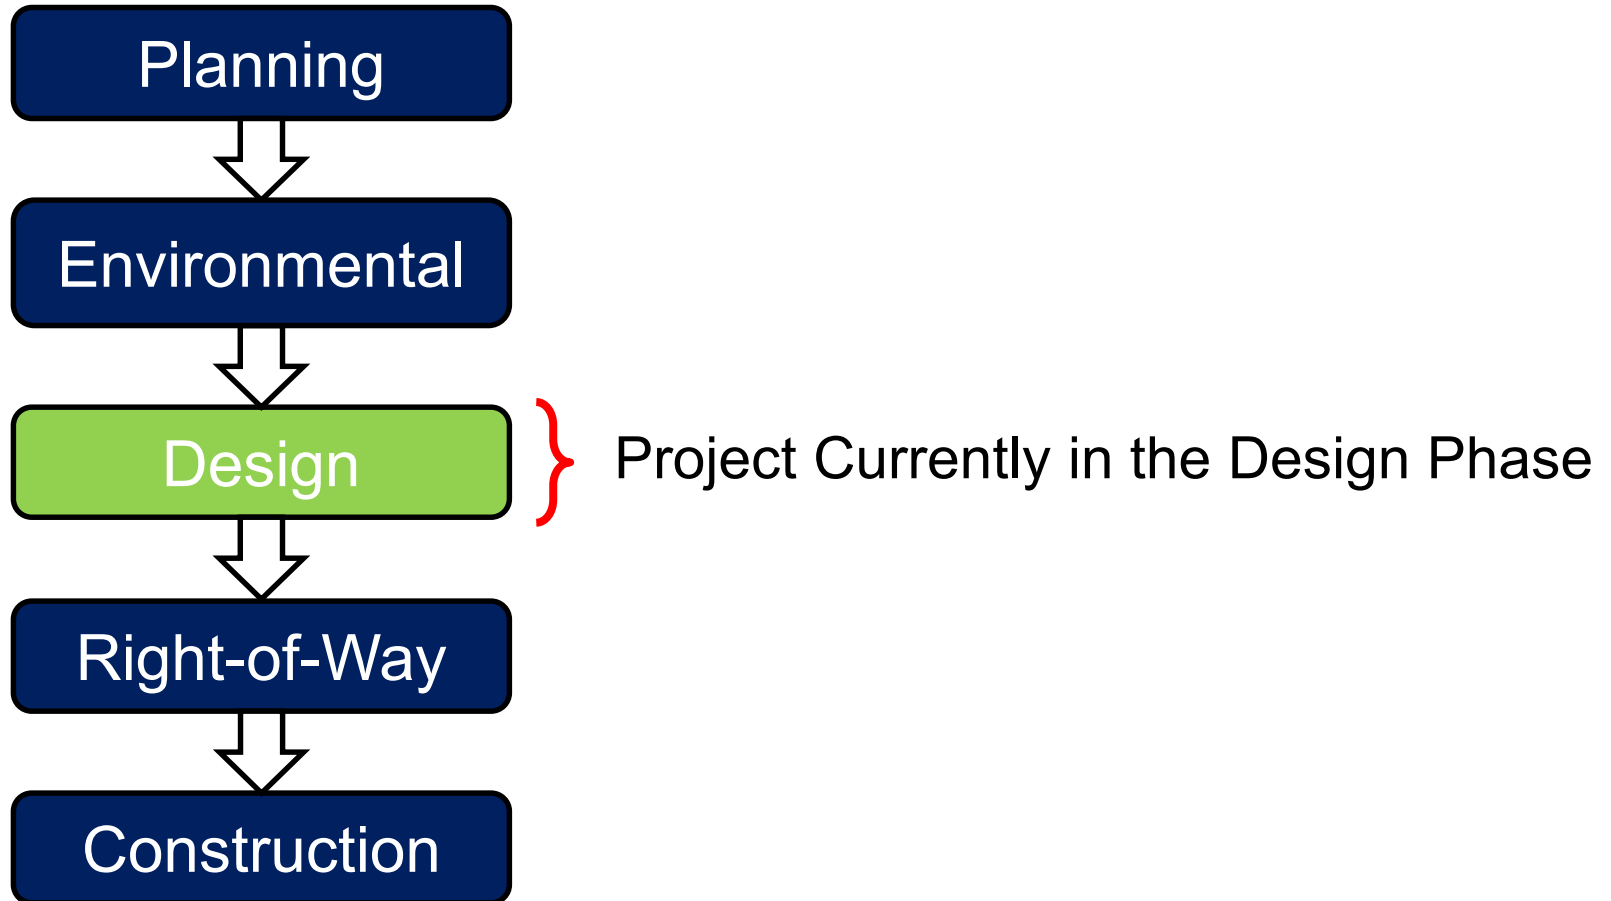 Planning
Environmental
Design
Project Currently in the Design Phase
Right-of-Way
Construction